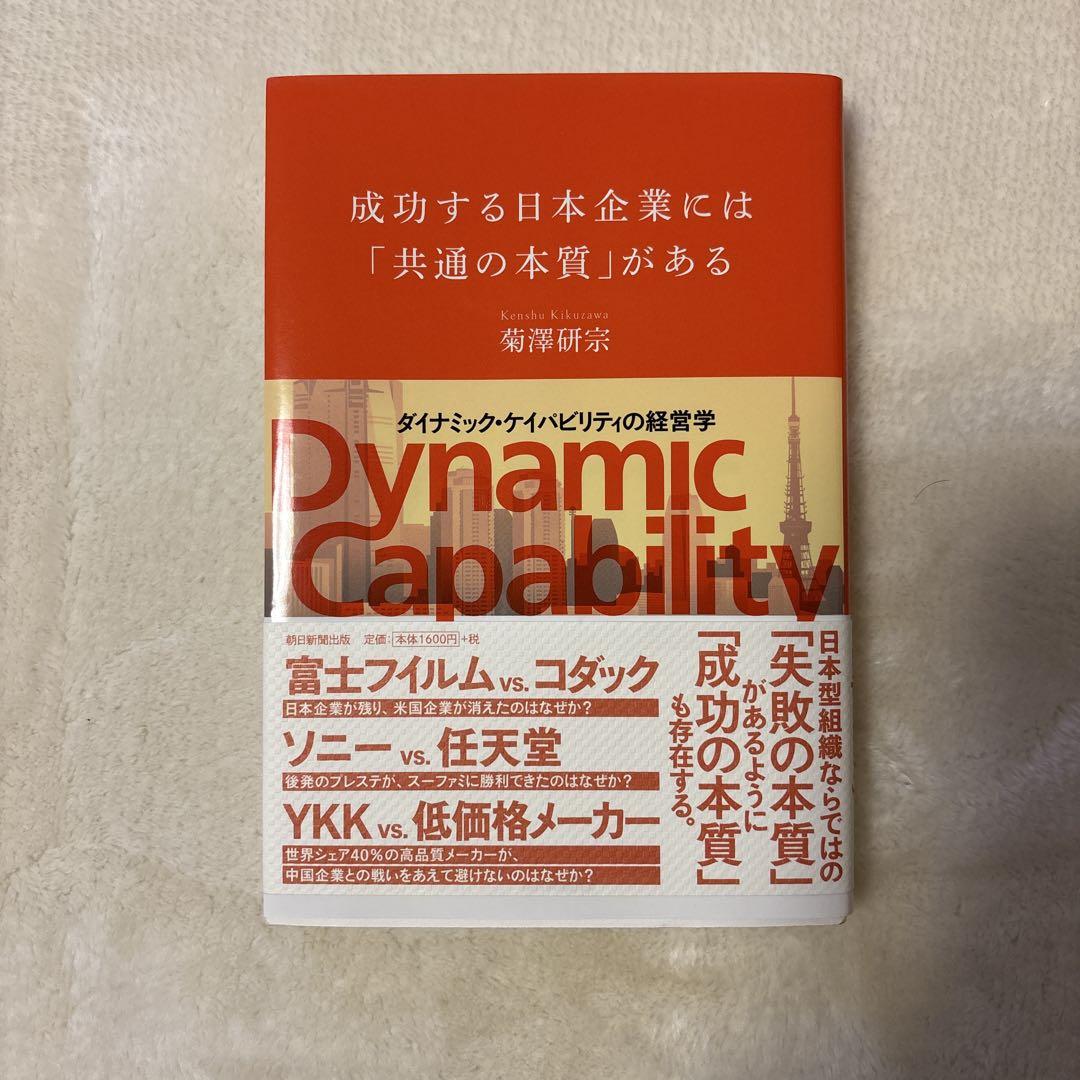 成功する日本企業には
「共通の本質」がある
Kenshu Kikuzawa
菊澤研宗
ダイナミック・ケイパビリティの経営学
Dynamic
Capability
朝日新聞出版 定価:本体1600円+税
富士フイルム vs. コダック
日本企業が残り、米国企業が消えたのはなぜか?
ソニー vs. 任天堂
後発のプレステが、スーファミに勝利できたのはなぜか?
YKK vs. 低価格メーカー
世界シェア40%の高品質メーカーが、
中国企業との戦いをあえて避けないのはなぜか?
日本型組織ならではの
「失敗の本質」
があるように
「成功の本質」
も存在する。